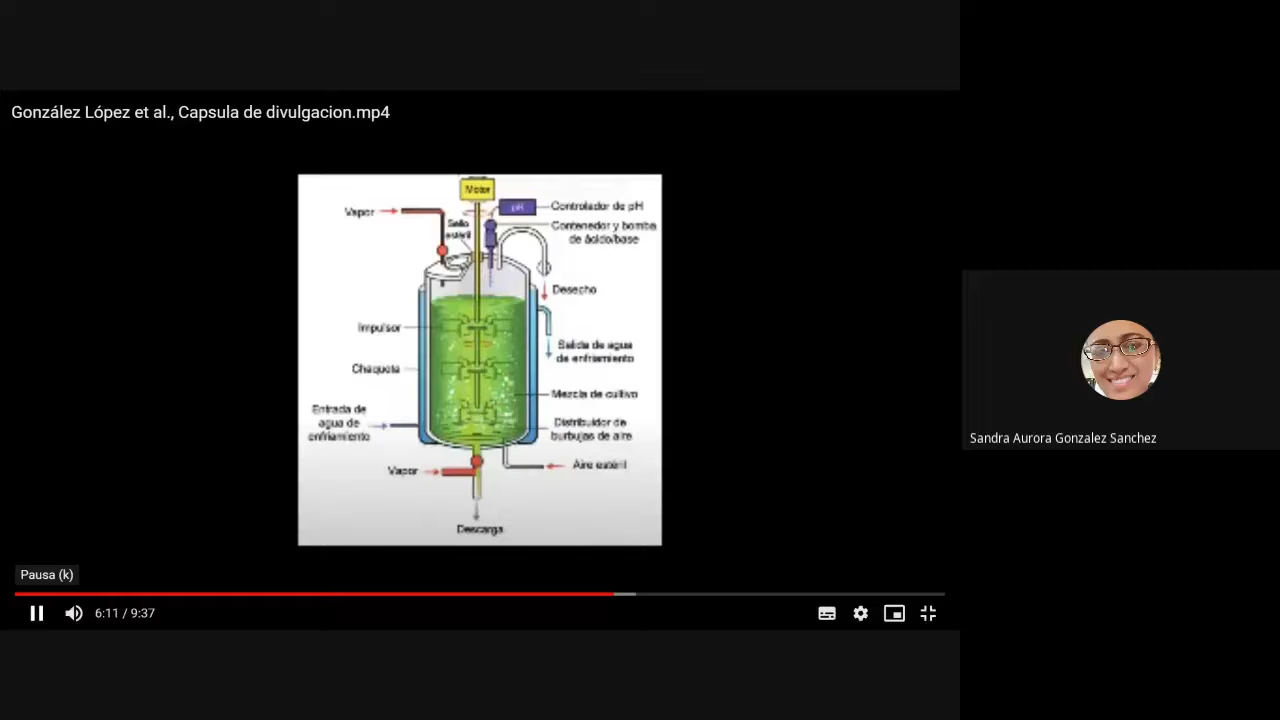 González López et al., Capsula de divulgacion.mp4
Motor
Vapor
pH
Controlador de pH
Sello
estéril
Contenedor y bomba
de ácido/base
Desecho
Impulsor
Salida de agua
de enfriamiento
Chaqueta
Mezcla de cultivo
Entrada de
agua de
enfriamiento
Distribuidor de
burbujas de aire
Vapor
Aire estéril
Descarga
Sandra Aurora Gonzalez Sanchez
Pausa (k)
6:11 / 9:37